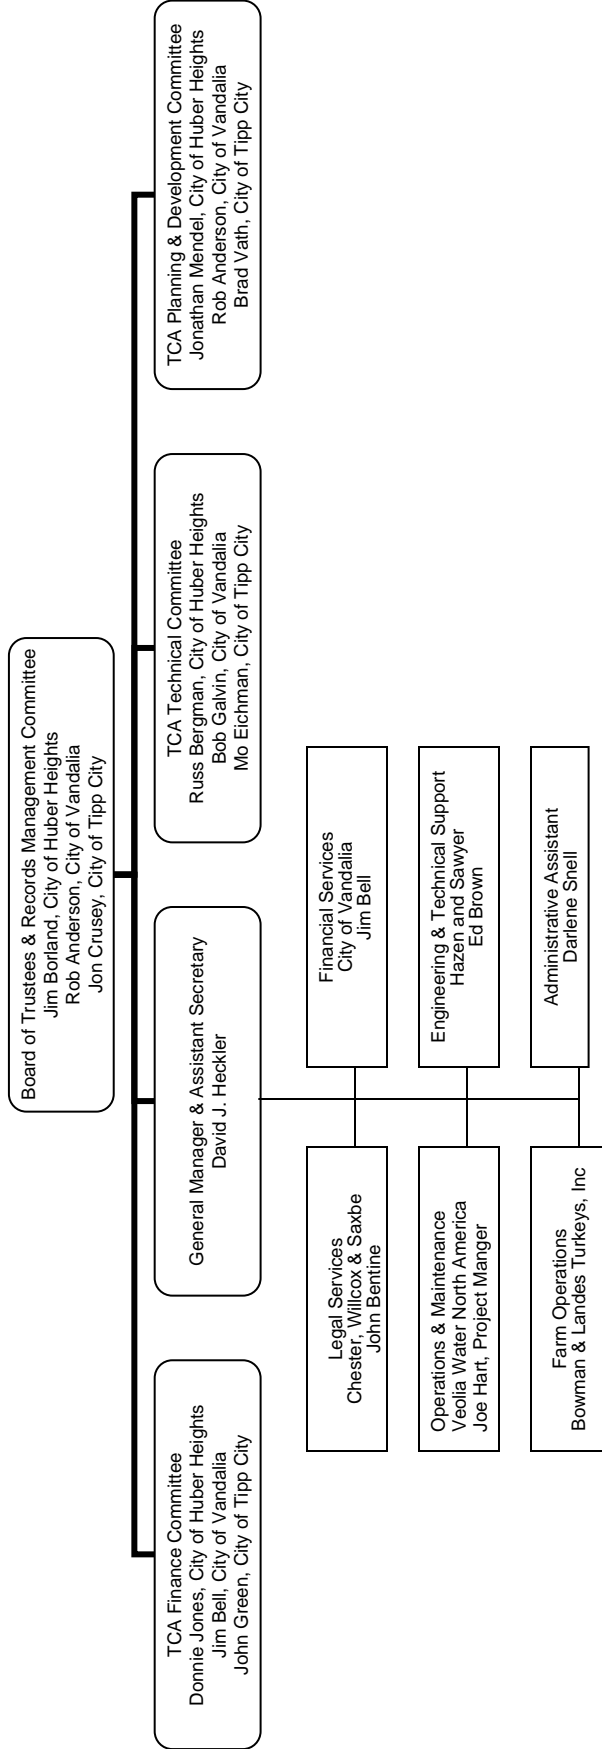 Board of Trustees & Records Management Committee
Jim Borland, City of Huber Heights
Rob Anderson, City of Vandalia
Jon Crusey, City of Tipp City
TCA Finance Committee
Donnie Jones, City of Huber Heights
Jim Bell, City of Vandalia
John Green, City of Tipp City
General Manager & Assistant Secretary
David J. Heckler
TCA Technical Committee
Russ Bergman, City of Huber Heights
Bob Galvin, City of Vandalia
Mo Eichman, City of Tipp City
TCA Planning & Development Committee
Jonathan Mendel, City of Huber Heights
Rob Anderson, City of Vandalia
Brad Vath, City of Tipp City
Legal Services
Chester, Willcox & Saxbe
John Bentine
Financial Services
City of Vandalia
Jim Bell
Operations & Maintenance
Veolia Water North America
Joe Hart, Project Manger
Engineering & Technical Support
Hazen and Sawyer
Ed Brown
Farm Operations
Bowman & Landes Turkeys, Inc
Administrative Assistant
Darlene Snell